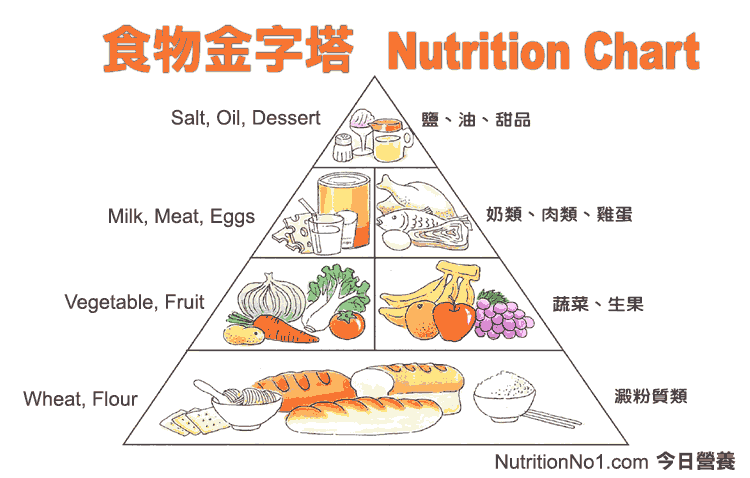 食物金字塔 Nutrition Chart
Salt, Oil, Dessert 鹽、油、甜品
Milk, Meat, Eggs 奶類、肉類、雞蛋
Vegetable, Fruit 蔬菜、生果
Wheat, Flour 澱粉質類
NutritionNo1.com 今日營養